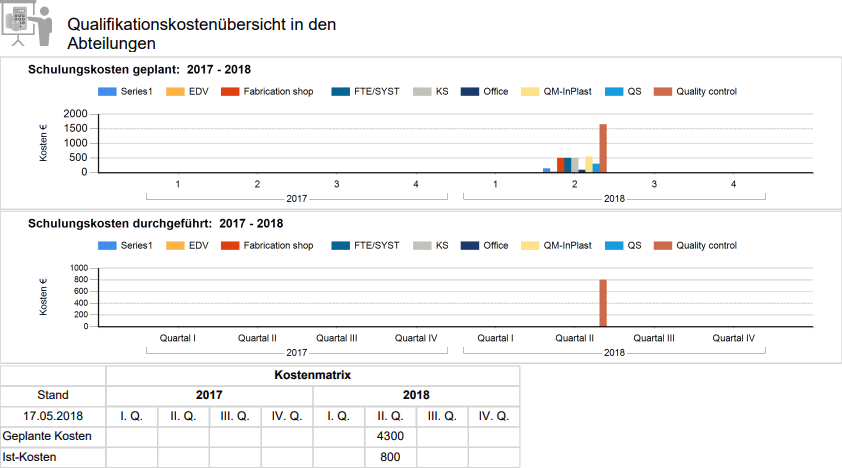 Qualifikationskostenübersicht in den
Abteilungen
Schulungskosten geplant: 2017 - 2018
Series1 EDV Fabrication shop FTE/SYST KS Office QM-InPlast QS Quality control
Kosten €
2000
1500
1000
500
0
1 2 3 4 1 2 3 4
2017 2018
Schulungskosten durchgeführt: 2017 - 2018
Series1 EDV Fabrication shop FTE/SYST KS Office QM-InPlast QS Quality control
Kosten €
1000
800
600
400
200
0
Quartal I Quartal II Quartal III Quartal IV Quartal I Quartal II Quartal III Quartal IV
2017 2018
Kostenmatrix
Stand 2017 2018
17.05.2018 I. Q. II. Q. III. Q. IV. Q. I. Q. II. Q. III. Q. IV. Q.
Geplante Kosten 4300
Ist-Kosten 800